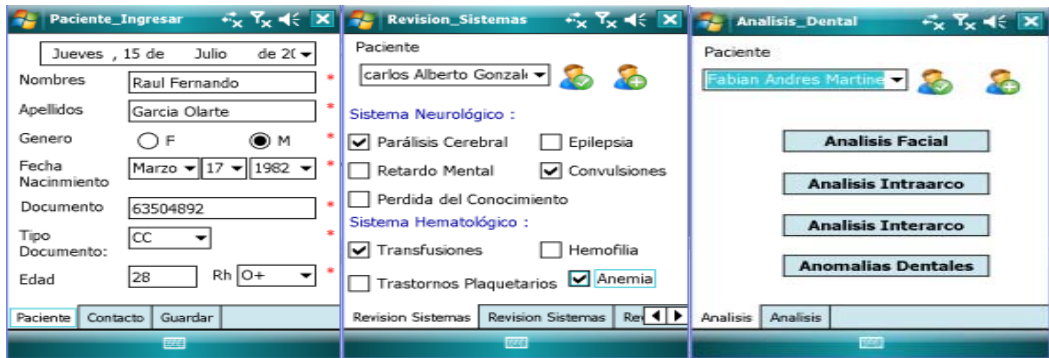 Paciente_Ingresar
Jueves , 15 de Julio de 20
Nombres Raul Fernando *
Apellidos Garcia Olarte *
Genero F M *
Fecha Nacinmiento Marzo 17 1982 *
Documento 63504892 *
Tipo Documento: CC *
Edad 28 Rh O+ *
Paciente Contacto Guardar
Revision_Sistemas
Paciente
carlos Alberto Gonzal
Sistema Neurológico :
Parálisis Cerebral Epilepsia
Retardo Mental Convulsiones
Perdida del Conocimiento
Sistema Hematológico :
Transfusiones Hemofilia
Trastornos Plaquetarios Anemia
Revision Sistemas Revision Sistemas Re
Analisis_Dental
Paciente
Fabian Andres Martine
Analisis Facial
Analisis Intraarco
Analisis Interarco
Anomalias Dentales
Analisis Analisis